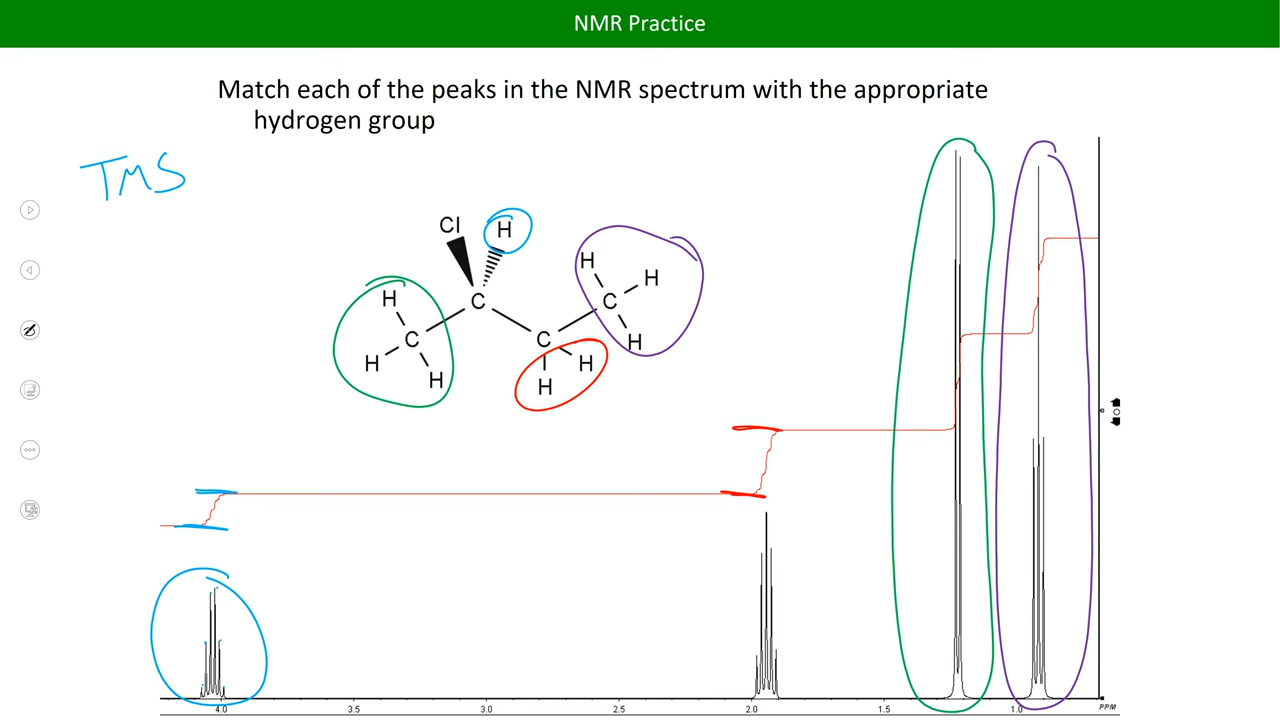 NMR Practice
Match each of the peaks in the NMR spectrum with the appropriate
hydrogen group
TMS
Cl H
H H
H C H
C C H
H C H
H H
4.0 3.5 3.0 2.5 2.0 1.5 1.0 PPM